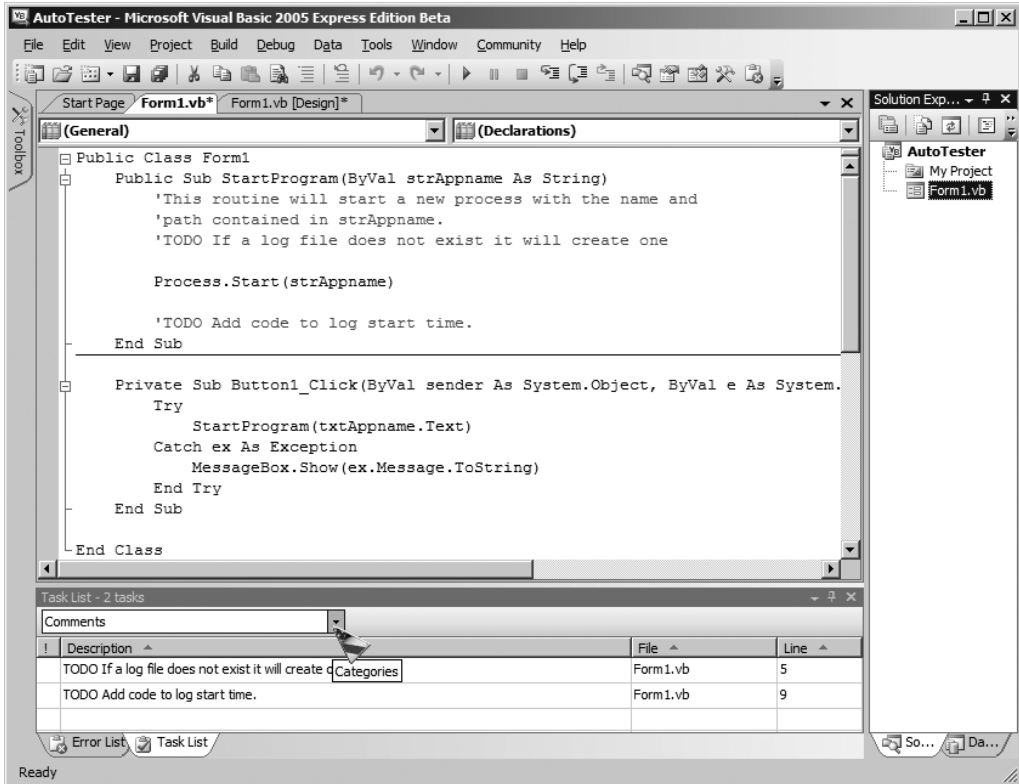 AutoTester - Microsoft Visual Basic 2005 Express Edition Beta
File Edit View Project Build Debug Data Tools Window Community Help
Start Page Form1.vb* Form1.vb [Design]*
Solution Exp...
Toolbox
(General) (Declarations)
AutoTester
My Project
Form1.vb
Public Class Form1
Public Sub StartProgram(ByVal strAppname As String)
'This routine will start a new process with the name and
'path contained in strAppname.
'TODO If a log file does not exist it will create one
Process.Start(strAppname)
'TODO Add code to log start time.
End Sub
Private Sub Button1_Click(ByVal sender As System.Object, ByVal e As System.
Try
StartProgram(txtAppname.Text)
Catch ex As Exception
MessageBox.Show(ex.Message.ToString)
End Try
End Sub
End Class
Task List - 2 tasks
Comments
! Description File Line
TODO If a log file does not exist it will create Form1.vb 5
Categories
TODO Add code to log start time. Form1.vb 9
Error List Task List
So... Da...
Ready